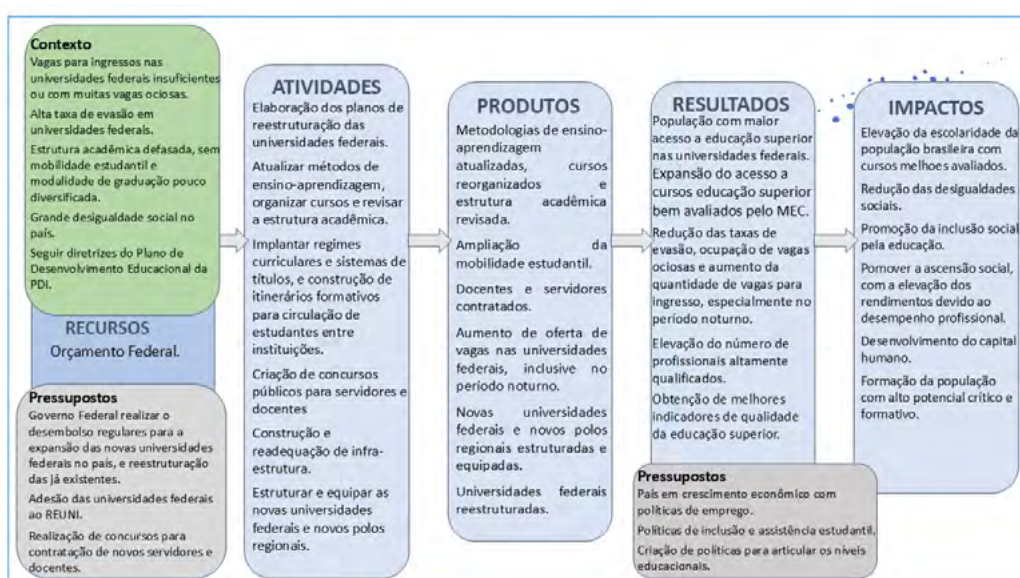 Contexto
Vagas para ingressos nas
universidades federais insuficientes
ou com muitas vagas ociosas.
Alta taxa de evasão em
universidades federais.
Estrutura acadêmica defasada, sem
mobilidade estudantil e
modalidade de graduação pouco
diversificada.
Grande desigualdade social no
país.
Seguir diretrizes do Plano de
Desenvolvimento Educacional da
PDI.
RECURSOS
Orçamento Federal.
Pressupostos
Governo Federal realizar o
desembolso regulares para a
expansão das novas universidades
federais no país, e reestruturação
das já existentes.
Adesão das universidades federais
ao REUNI.
Realização de concursos para
contratação de novos servidores e
docentes.
ATIVIDADES
Elaboração dos planos de
reestruturação das
universidades federais.
Atualizar métodos de
ensino-aprendizagem,
organizar cursos e revisar
a estrutura acadêmica.
Implantar regimes
curriculares e sistemas de
títulos, e construção de
itinerários formativos
para circulação de
estudantes entre
instituições.
Criação de concursos
públicos para servidores e
docentes
Construção e
readequação de infra-
estrutura.
Estruturar e equipar as
novas universidades
federais e novos polos
regionais.
PRODUTOS
Metodologias de ensino-
aprendizagem
atualizadas, cursos
reorganizados e
estrutura acadêmica
revisada.
Ampliação da
mobilidade estudantil.
Docentes e servidores
contratados.
Aumento de oferta de
vagas nas universidades
federais, inclusive no
período noturno.
Novas universidades
federais e novos polos
regionais estruturadas e
equipadas.
Universidades federais
reestruturadas.
RESULTADOS
População com maior
acesso a educação superior
nas universidades federais.
Expansão do acesso a
cursos educação superior
bem avaliados pelo MEC.
Redução das taxas de
evasão, ocupação de vagas
ociosas e aumento da
quantidade de vagas para
ingresso, especialmente no
período noturno.
Elevação do número de
profissionais altamente
qualificados.
Obtenção de melhores
indicadores de qualidade
da educação superior.
Pressupostos
País em crescimento econômico com
políticas de emprego.
Políticas de inclusão e assistência estudantil.
Criação de políticas para articular os níveis
educacionais.
IMPACTOS
Elevação da escolaridade da
população brasileira com
cursos melhoes avaliados.
Redução das desigualdades
sociais.
Promoção da inclusão social
pela educação.
Pomover a ascensão social,
com a elevação dos
rendimentos devido ao
desempenho profissional.
Desenvolvimento do capital
humano.
Formação da população
com alto potencial crítico e
formativo.